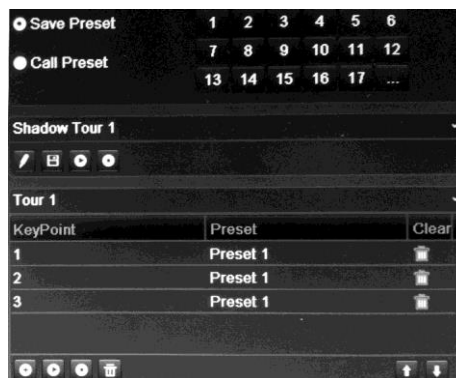 Save Preset 1 2 3 4 5 6
7 8 9 10 11 12
Call Preset
13 14 15 16 17 ...
Shadow Tour 1
Tour 1
KeyPoint Preset Clear
1 Preset 1
2 Preset 1
3 Preset 1